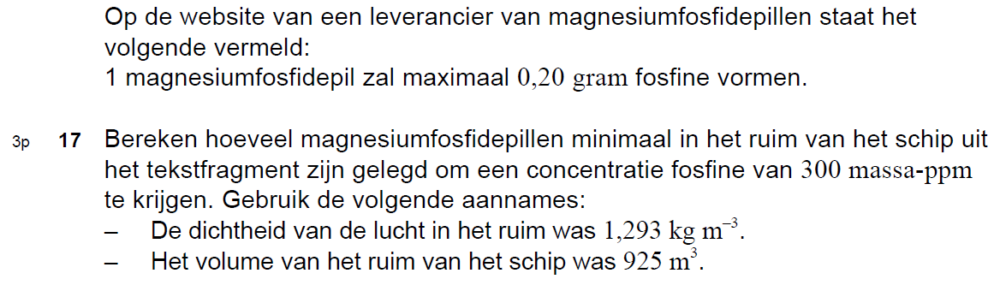 Op de website van een leverancier van magnesiumfosfidepillen staat het
volgende vermeld:
1 magnesiumfosfidepil zal maximaal 0,20 gram fosfine vormen.
3p 17 Bereken hoeveel magnesiumfosfidepillen minimaal in het ruim van het schip uit
het tekstfragment zijn gelegd om een concentratie fosfine van 300 massa-ppm
te krijgen. Gebruik de volgende aannames:
– De dichtheid van de lucht in het ruim was 1,293 kg m⁻³.
– Het volume van het ruim van het schip was 925 m³.